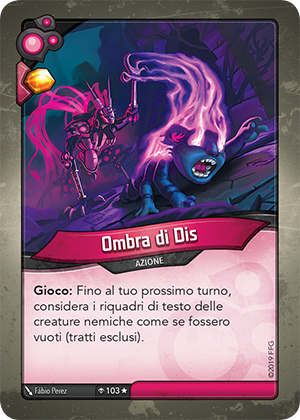 Ombra di Dis
AZIONE
Gioco: Fino al tuo prossimo turno,
considera i riquadri di testo delle
creature nemiche come se fossero
vuoti (tratti esclusi).
©2019 FFG
Fábio Perez
103★